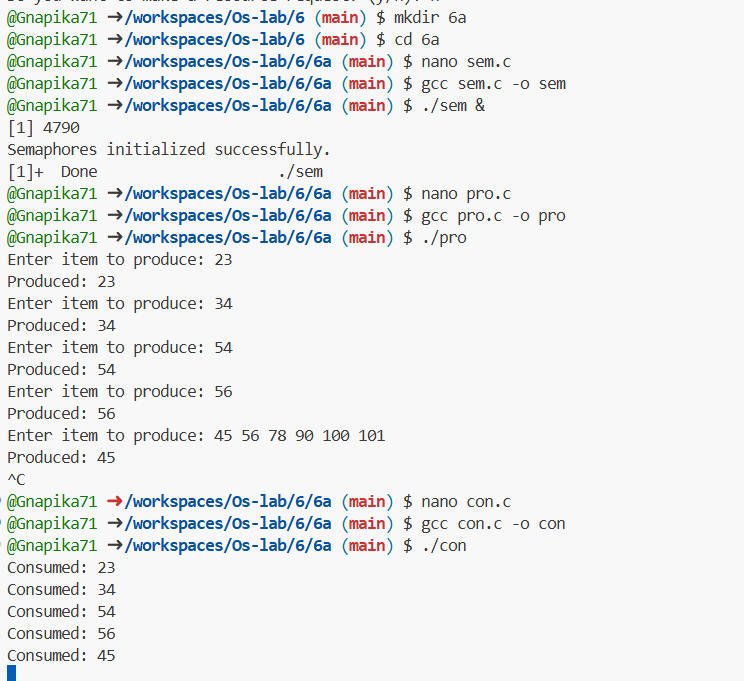 @Gnapika71 ➜/workspaces/Os-lab/6 (main) $ mkdir 6a
@Gnapika71 ➜/workspaces/Os-lab/6 (main) $ cd 6a
@Gnapika71 ➜/workspaces/Os-lab/6/6a (main) $ nano sem.c
@Gnapika71 ➜/workspaces/Os-lab/6/6a (main) $ gcc sem.c -o sem
@Gnapika71 ➜/workspaces/Os-lab/6/6a (main) $ ./sem &
[1] 4790
Semaphores initialized successfully.
[1]+  Done                    ./sem
@Gnapika71 ➜/workspaces/Os-lab/6/6a (main) $ nano pro.c
@Gnapika71 ➜/workspaces/Os-lab/6/6a (main) $ gcc pro.c -o pro
@Gnapika71 ➜/workspaces/Os-lab/6/6a (main) $ ./pro
Enter item to produce: 23
Produced: 23
Enter item to produce: 34
Produced: 34
Enter item to produce: 54
Produced: 54
Enter item to produce: 56
Produced: 56
Enter item to produce: 45 56 78 90 100 101
Produced: 45
^C
@Gnapika71 ➜/workspaces/Os-lab/6/6a (main) $ nano con.c
@Gnapika71 ➜/workspaces/Os-lab/6/6a (main) $ gcc con.c -o con
@Gnapika71 ➜/workspaces/Os-lab/6/6a (main) $ ./con
Consumed: 23
Consumed: 34
Consumed: 54
Consumed: 56
Consumed: 45